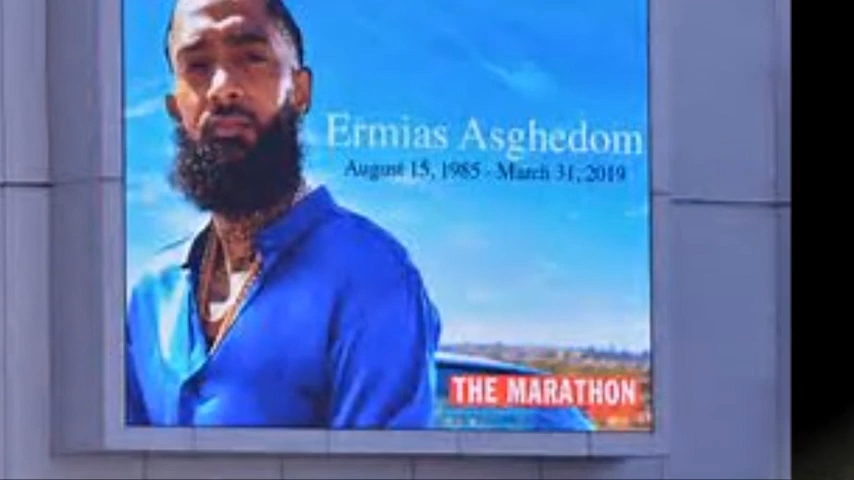 Ermias Asghedom
August 15, 1985 - March 31, 2019
THE MARATHON